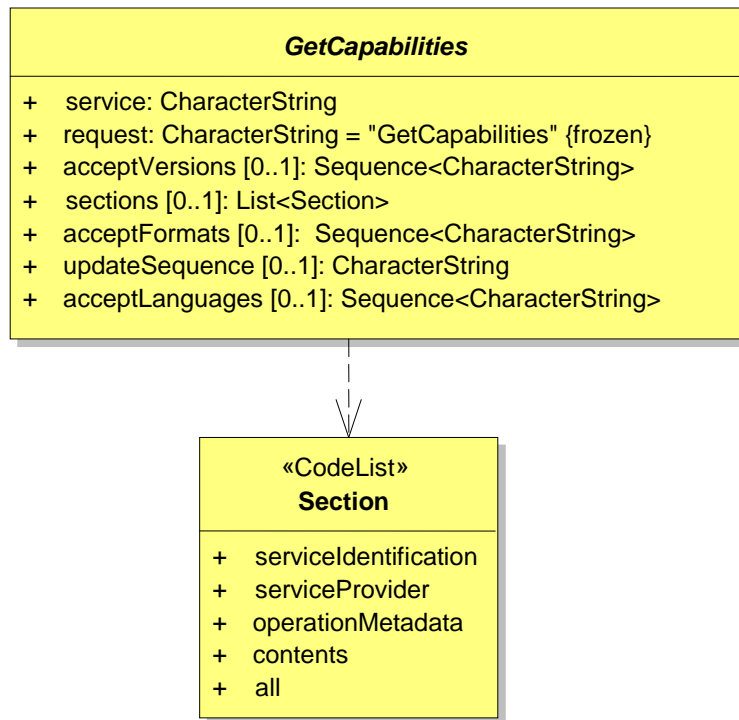 GetCapabilities
+ service: CharacterString
+ request: CharacterString = "GetCapabilities" {frozen}
+ acceptVersions [0..1]: Sequence<CharacterString>
+ sections [0..1]: List<Section>
+ acceptFormats [0..1]: Sequence<CharacterString>
+ updateSequence [0..1]: CharacterString
+ acceptLanguages [0..1]: Sequence<CharacterString>
«CodeList»
Section
+ serviceIdentification
+ serviceProvider
+ operationMetadata
+ contents
+ all